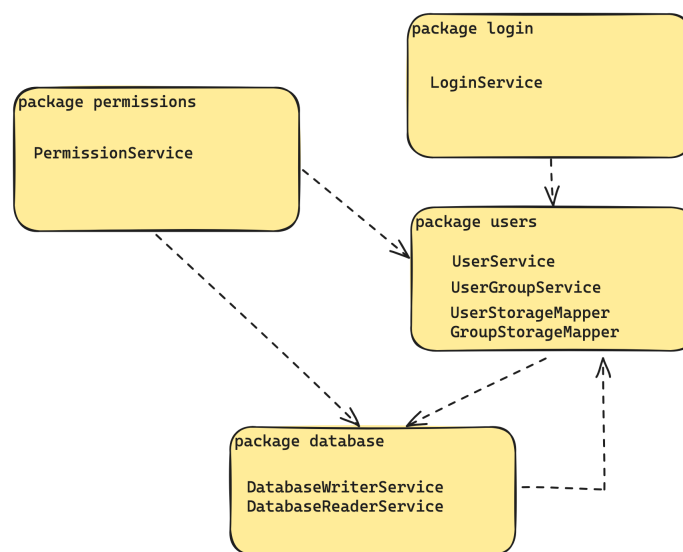 package login
LoginService
package permissions
PermissionService
package users
UserService
UserGroupService
UserStorageMapper
GroupStorageMapper
package database
DatabaseWriterService
DatabaseReaderService